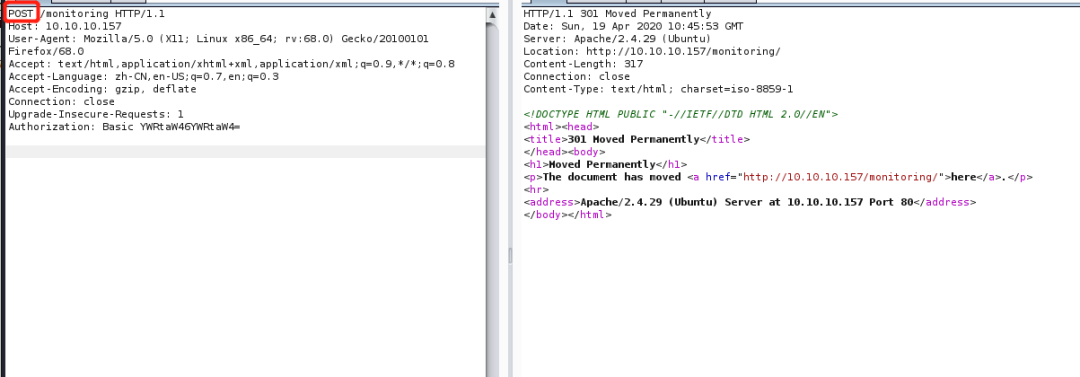 POST /monitoring HTTP/1.1
Host: 10.10.10.157
User-Agent: Mozilla/5.0 (X11; Linux x86_64; rv:68.0) Gecko/20100101
Firefox/68.0
Accept: text/html,application/xhtml+xml,application/xml;q=0.9,*/*;q=0.8
Accept-Language: zh-CN,en-US;q=0.7,en;q=0.3
Accept-Encoding: gzip, deflate
Connection: close
Upgrade-Insecure-Requests: 1
Authorization: Basic YWRtaW46YWRtaW4=
HTTP/1.1 301 Moved Permanently
Date: Sun, 19 Apr 2020 10:45:53 GMT
Server: Apache/2.4.29 (Ubuntu)
Location: http://10.10.10.157/monitoring/
Content-Length: 317
Connection: close
Content-Type: text/html; charset=iso-8859-1
<!DOCTYPE HTML PUBLIC "-//IETF//DTD HTML 2.0//EN">
<html><head>
<title>301 Moved Permanently</title>
</head><body>
<h1>Moved Permanently</h1>
<p>The document has moved <a href="http://10.10.10.157/monitoring/">here</a>.</p>
<hr>
<address>Apache/2.4.29 (Ubuntu) Server at 10.10.10.157 Port 80</address>
</body></html>